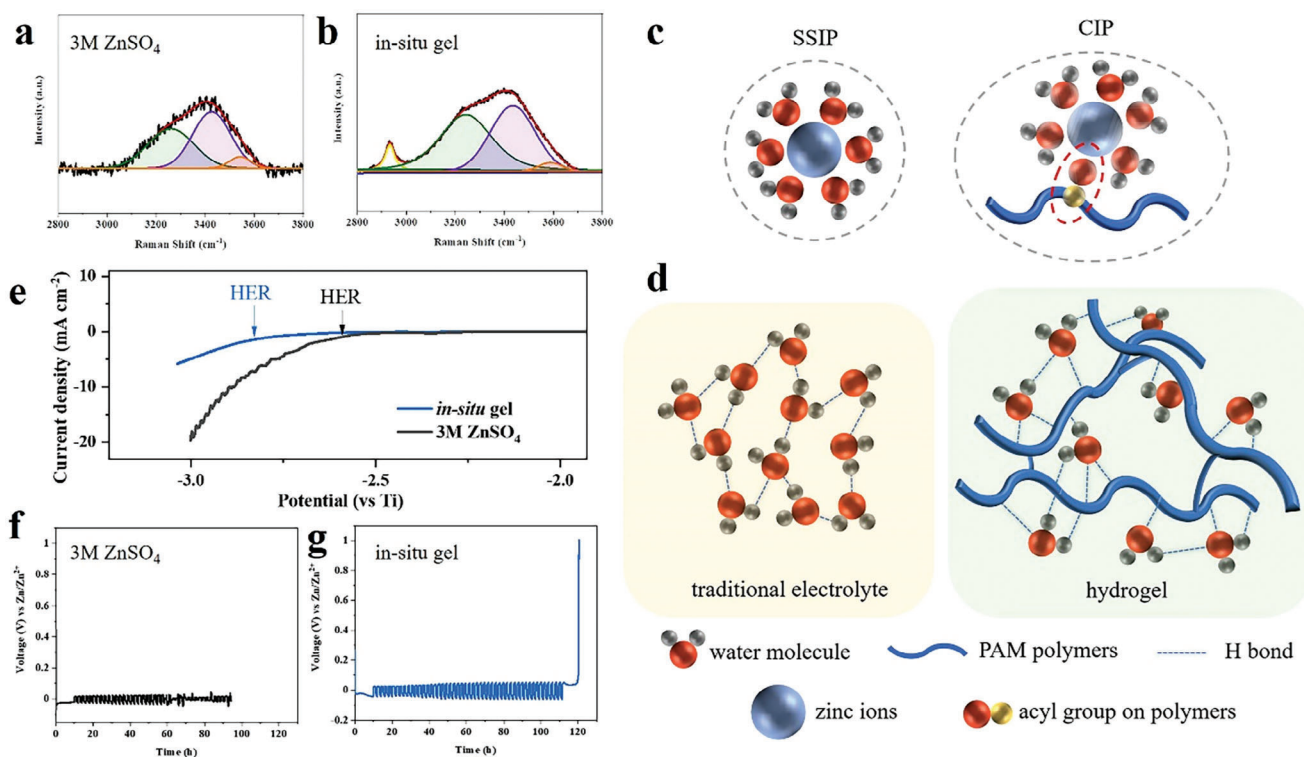 a
3M ZnSO₄
Intensity (a.u.)
2800 3000 3200 3400 3600 3800
Raman Shift (cm⁻¹)
b
in-situ gel
Intensity (a.u.)
2800 3000 3200 3400 3600 3800
Raman Shift (cm⁻¹)
c
SSIP
CIP
e
Current density (mA cm⁻²)
10
0
-10
-20
HER
HER
in-situ gel
3M ZnSO₄
-3.0 -2.5 -2.0
Potential (vs Ti)
d
traditional electrolyte
hydrogel
water molecule
PAM polymers
H bond
zinc ions
acyl group on polymers
f
3M ZnSO₄
Voltage (V) vs Zn/Zn²⁺
1
0.8
0.6
0.4
0.2
0
0 20 40 60 80 100 120
Time (h)
g
in-situ gel
Voltage (V) vs Zn/Zn²⁺
1
0.8
0.6
0.4
0.2
0
-0.2
0 20 40 60 80 100 120
Time (h)